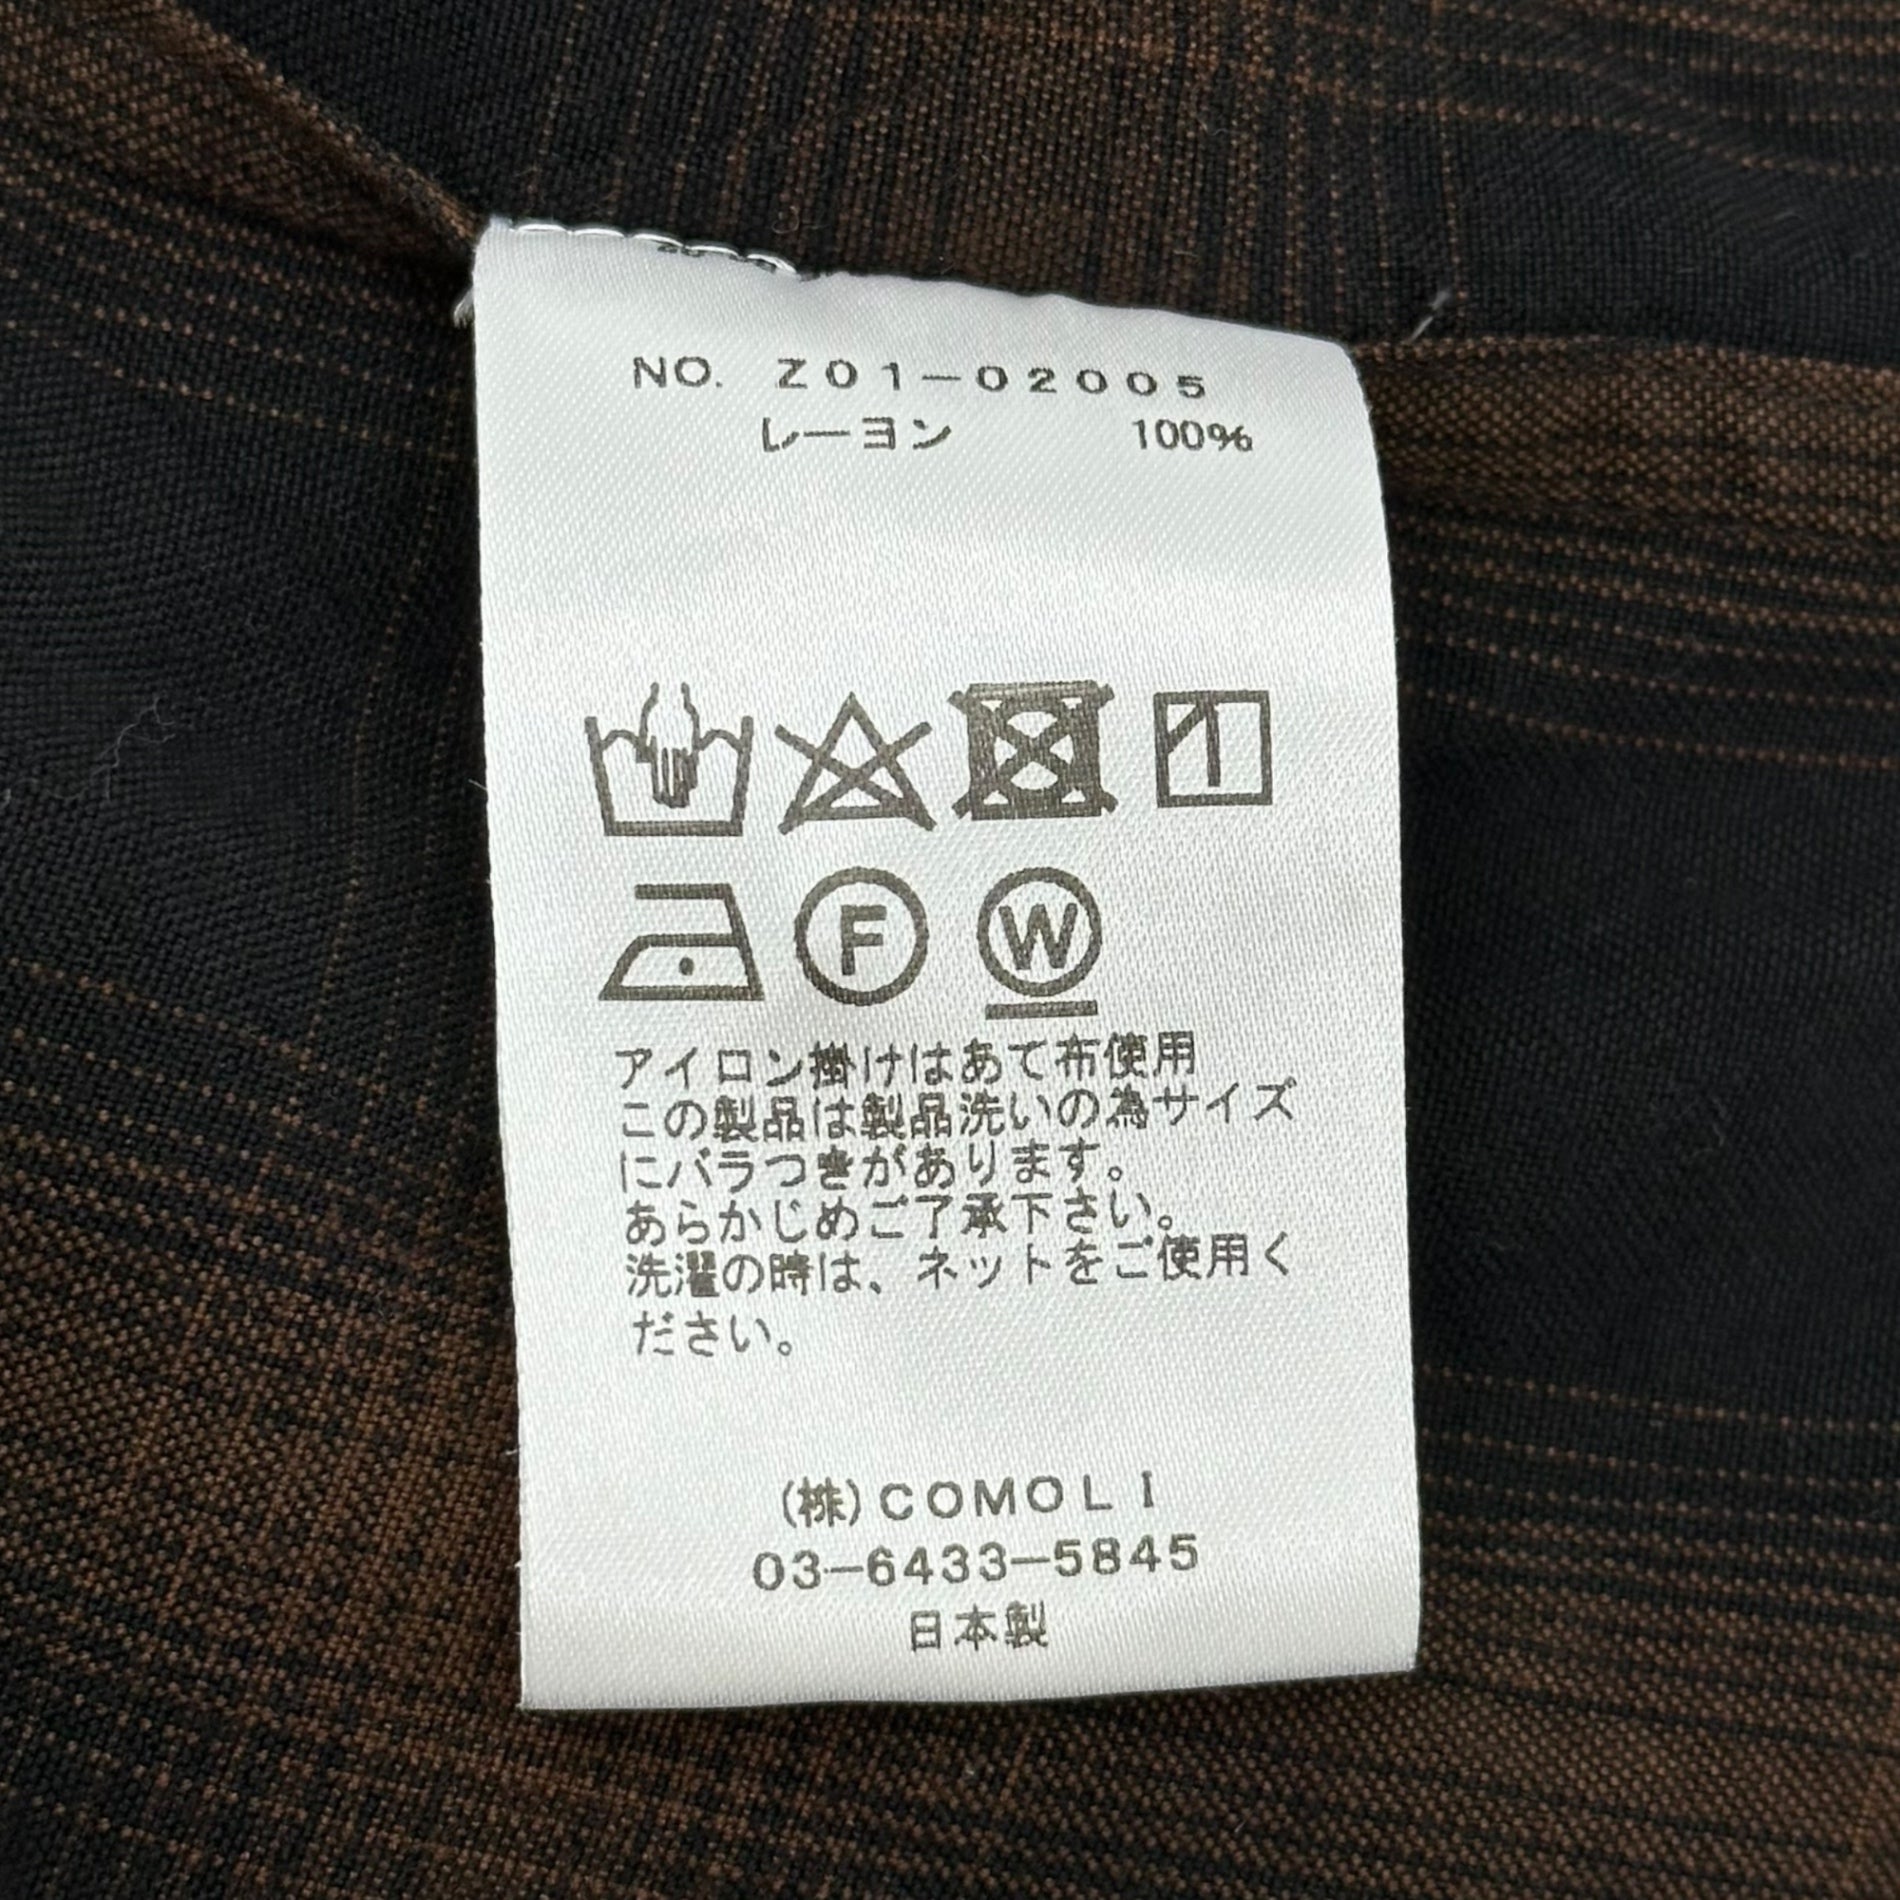 NO. Z01-02005
レーヨン 100%
F W
アイロン掛けはあて布使用
この製品は製品洗いの為サイズ
にバラつきがあります。
あらかじめご了承下さい。
洗濯の時は、ネットをご使用く
ださい。
(株)COMOLI
03-6433-5845
日本製